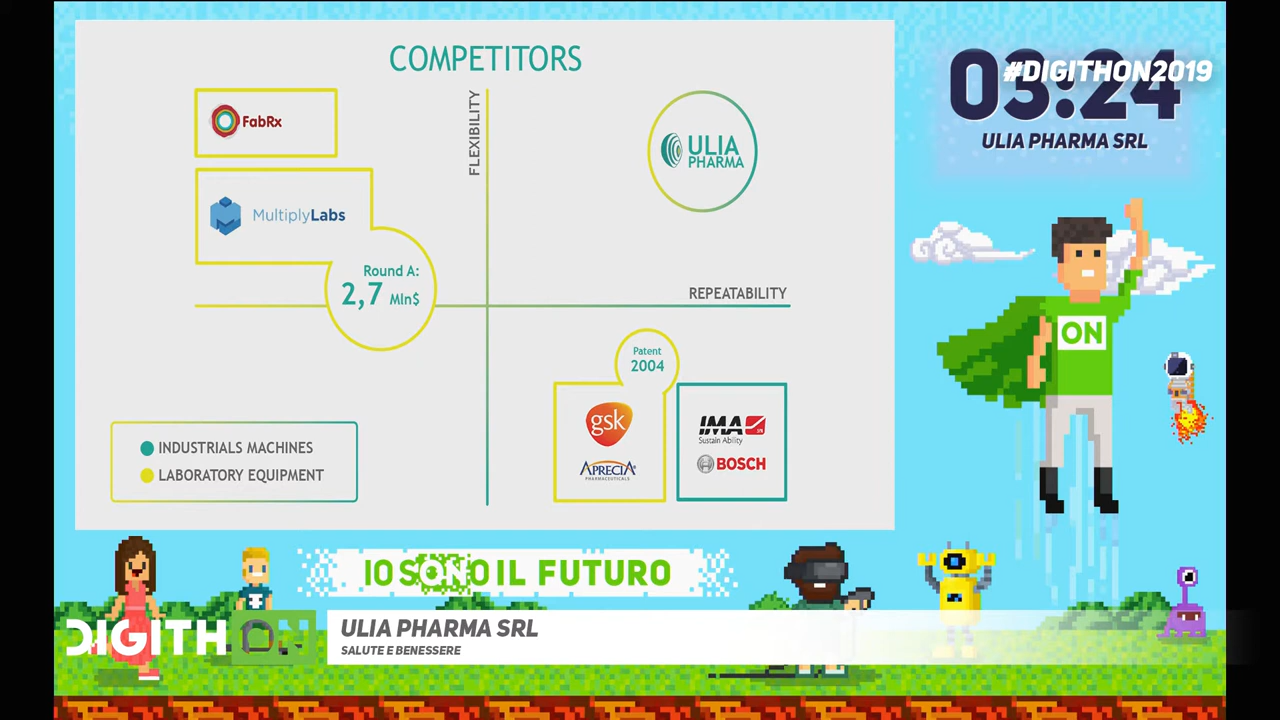 COMPETITORS
FLEXIBILITY
FabRx
MultiplyLabs
Round A:
2,7 Mln$
ULIA
PHARMA
REPEATABILITY
Patent
2004
gsk
APRECIA®
PHARMACEUTICALS
IMA
Sustain Ability
BOSCH
INDUSTRIALS MACHINES
LABORATORY EQUIPMENT
03:24
#DIGITHON2019
ULIA PHARMA SRL
ON
IO SONO IL FUTURO
DIGITHON
ULIA PHARMA SRL
SALUTE E BENESSERE